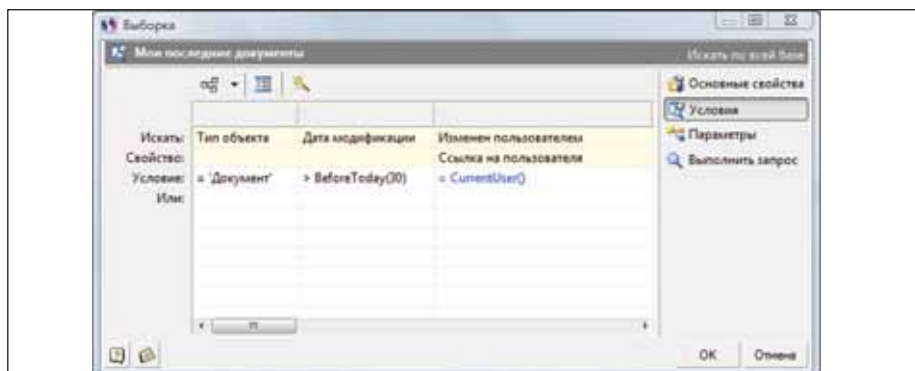 Выборка
Мои последние документы
Искать по всей базе
Основные свойства
Условия
Параметры
Выполнить запрос
Искать: Тип объекта Дата модификации Изменен пользователем
Свойство: Ссылка на пользователя
Условие: = 'Документ' > BeforeToday(30) = CurrentUser()
Или:
OK Отмена